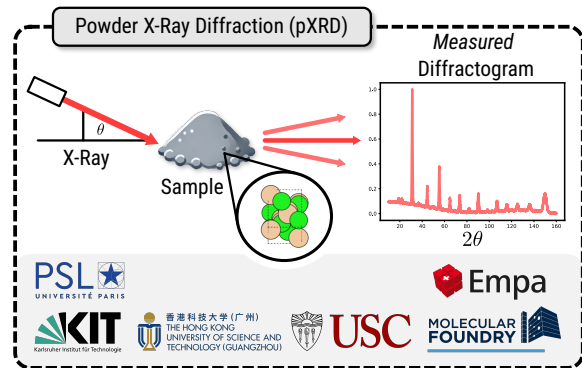 Powder X-Ray Diffraction (pXRD)
Measured
Diffractogram
θ
X-Ray
Sample
1.0
0.8
0.6
0.4
0.2
0.0
20 40 60 80 100 120 140 160
2θ
PSL
UNIVERSITÉ PARIS
Empa
KIT
Karlsruher Institut für Technologie
香港科技大学(广州)
THE HONG KONG
UNIVERSITY OF SCIENCE AND
TECHNOLOGY (GUANGZHOU)
USC
MOLECULAR
FOUNDRY